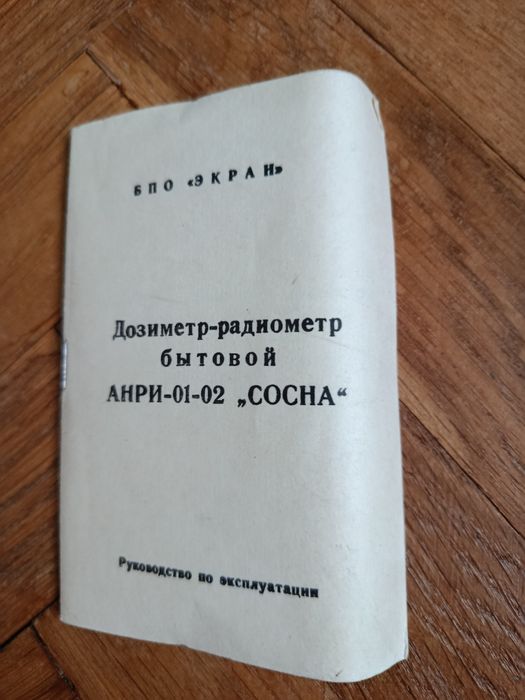 БПО «ЭКРАН»
Дозиметр-радиометр
бытовой
АНРИ-01-02 „СОСНА“
Руководство по эксплуатации